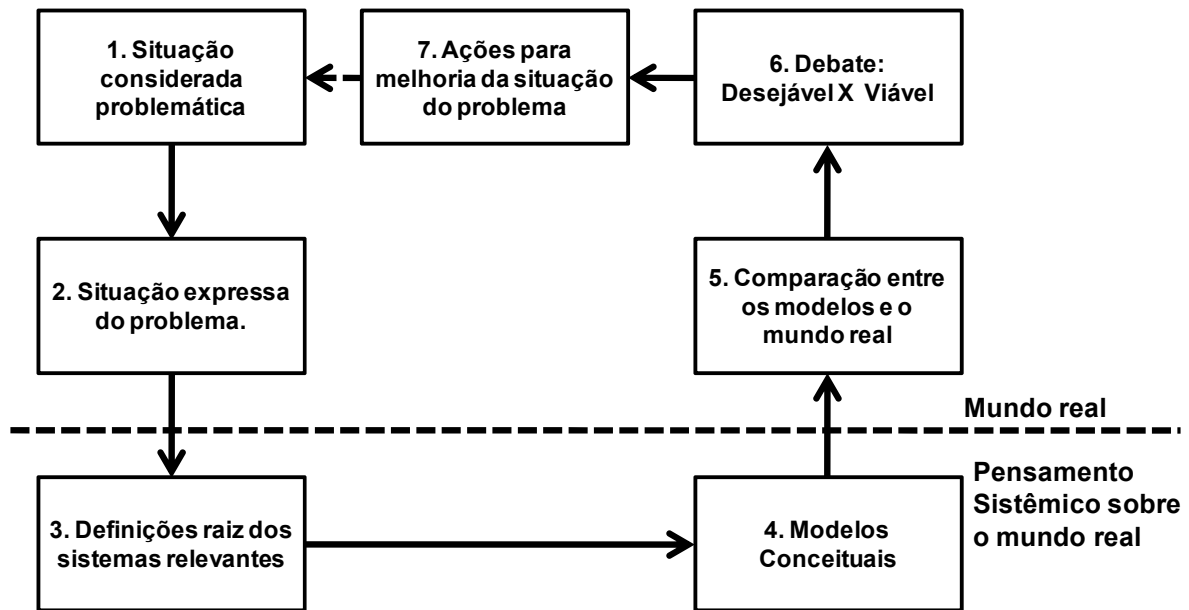 1. Situação
considerada
problemática
7. Ações para
melhoria da situação
do problema
6. Debate:
Desejável X Viável
2. Situação expressa
do problema.
5. Comparação entre
os modelos e o
mundo real
Mundo real
Pensamento
Sistêmico sobre
o mundo real
3. Definições raiz dos
sistemas relevantes
4. Modelos
Conceituais